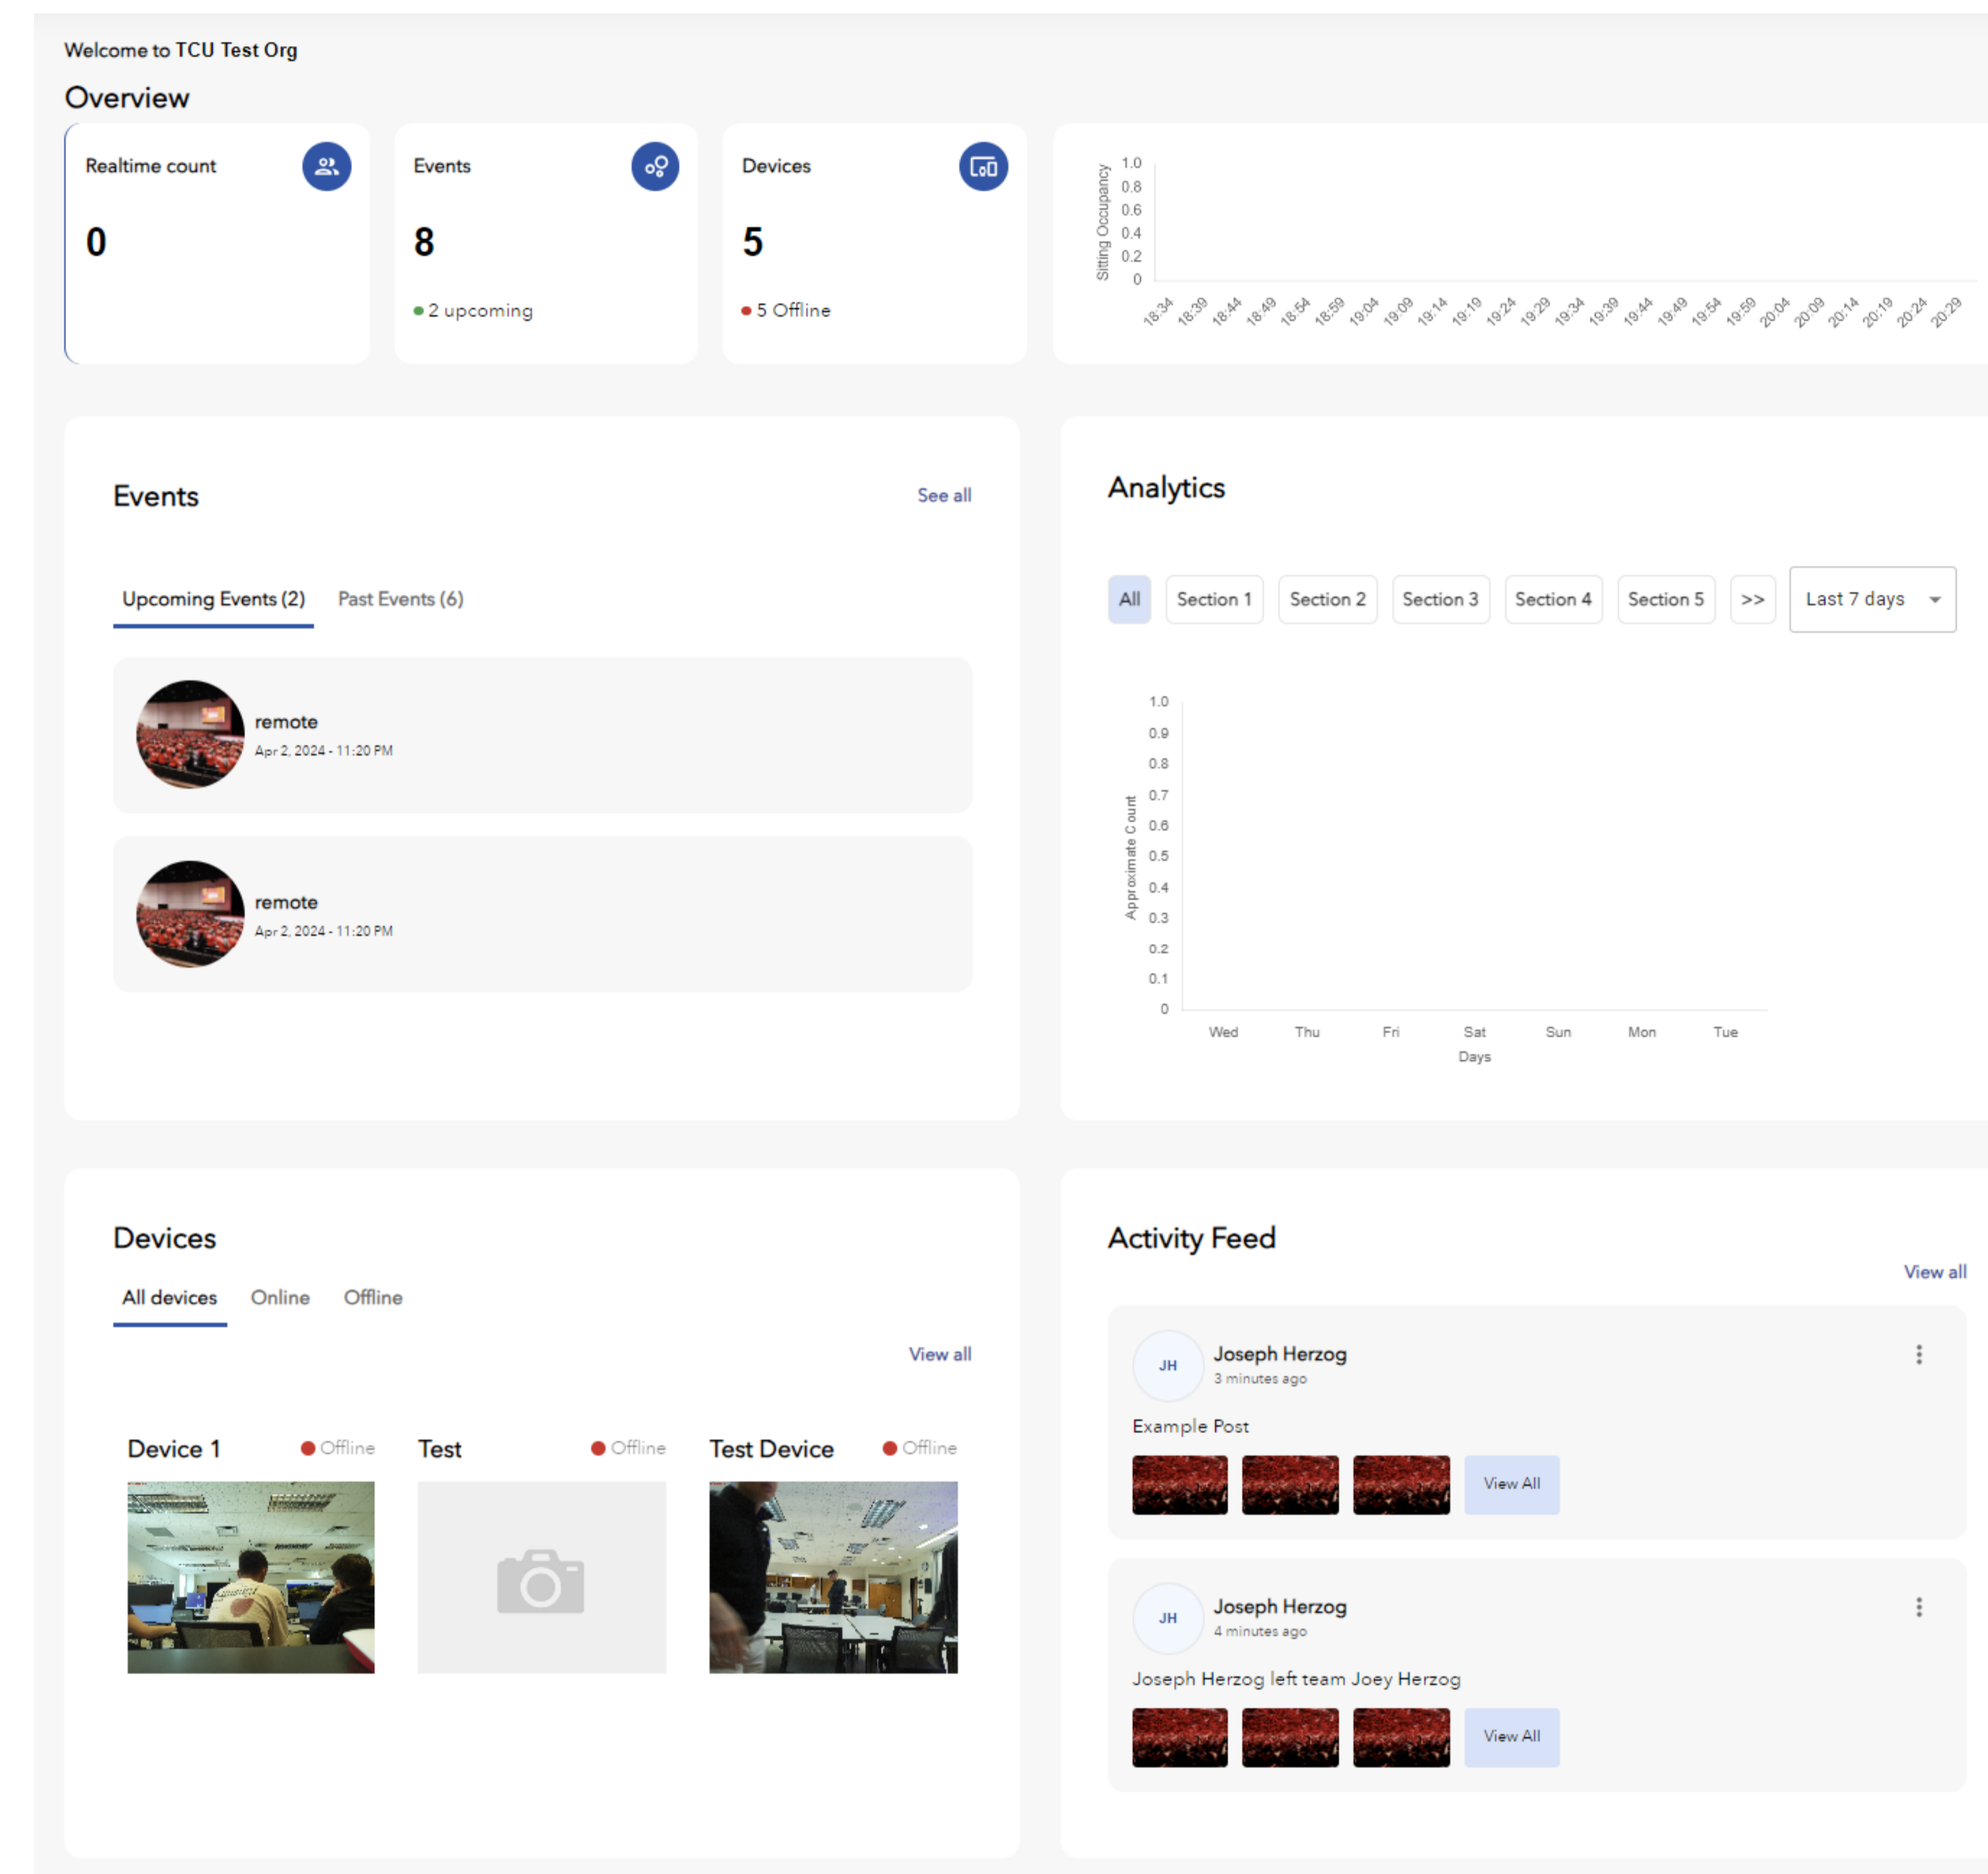 Welcome to TCU Test Org
Overview
Realtime count
0
Events
8
2 upcoming
Devices
5
5 Offline
Sitting Occupancy
1.0
0.8
0.6
0.4
0.2
0
18:34 18:39 18:44 18:49 18:54 18:59 19:04 19:09 19:14 19:19 19:24 19:29 19:34 19:39 19:44 19:49 19:54 19:59 20:04 20:09 20:14 20:19 20:24 20:29
Events
See all
Upcoming Events (2) Past Events (6)
remote
Apr 2, 2024 - 11:20 PM
remote
Apr 2, 2024 - 11:20 PM
Analytics
All Section 1 Section 2 Section 3 Section 4 Section 5 >> Last 7 days
Approximate Count
1.0
0.9
0.8
0.7
0.6
0.5
0.4
0.3
0.2
0.1
0
Wed Thu Fri Sat Sun Mon Tue
Days
Devices
All devices Online Offline
View all
Device 1 Offline
Test Offline
Test Device Offline
Activity Feed
View all
JH
Joseph Herzog
3 minutes ago
Example Post
View All
JH
Joseph Herzog
4 minutes ago
Joseph Herzog left team Joey Herzog
View All